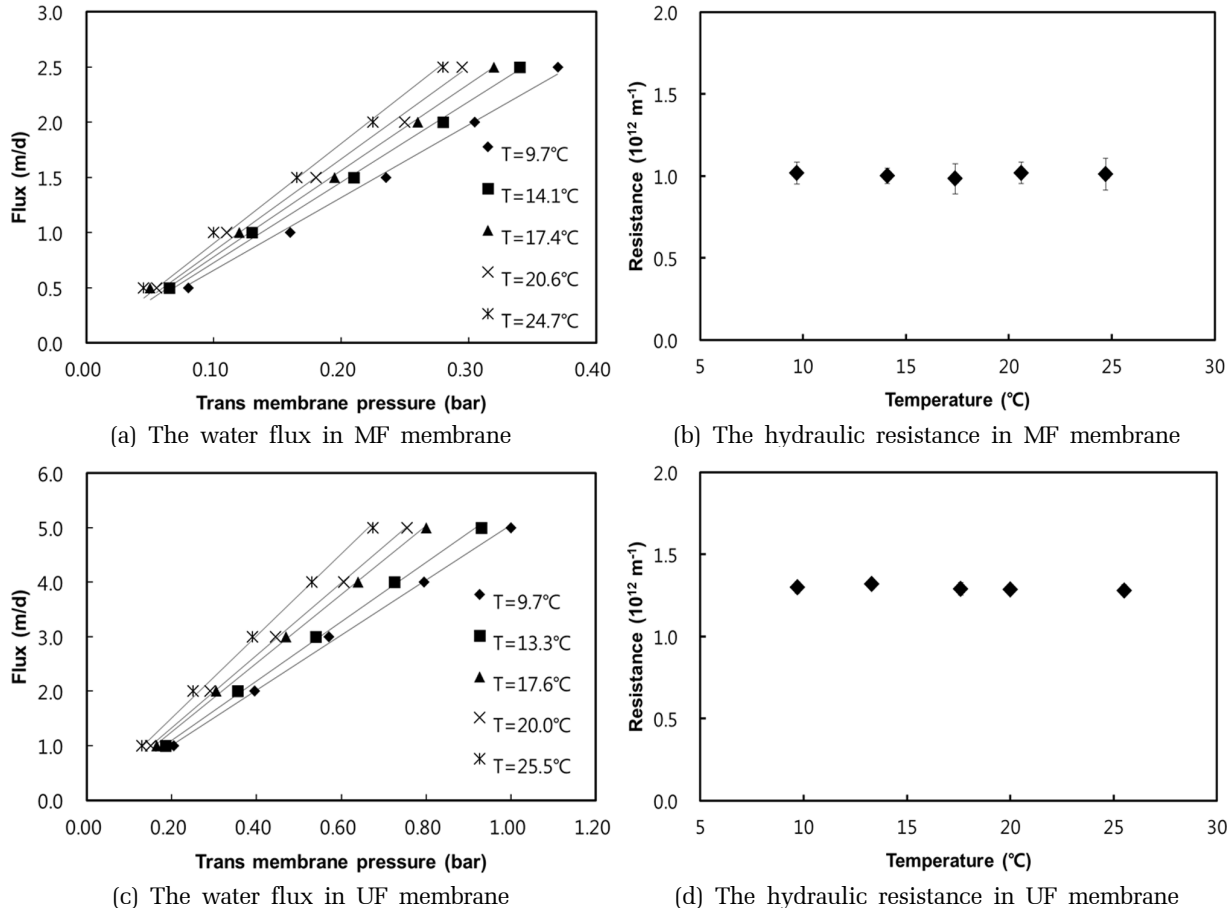 3.0
2.5
2.0
1.5
1.0
0.5
0.0
Flux (m/d)
T=9.7℃
T=14.1℃
T=17.4℃
T=20.6℃
T=24.7℃
0.00 0.10 0.20 0.30 0.40
Trans membrane pressure (bar)
(a) The water flux in MF membrane
2.0
1.5
1.0
0.5
0.0
Resistance (10¹² m⁻¹)
5 10 15 20 25 30
Temperature (℃)
(b) The hydraulic resistance in MF membrane
6.0
5.0
4.0
3.0
2.0
1.0
0.0
Flux (m/d)
T=9.7℃
T=13.3℃
T=17.6℃
T=20.0℃
T=25.5℃
0.00 0.20 0.40 0.60 0.80 1.00 1.20
Trans membrane pressure (bar)
(c) The water flux in UF membrane
2.0
1.5
1.0
0.5
0.0
Resistance (10¹² m⁻¹)
5 10 15 20 25 30
Temperature (℃)
(d) The hydraulic resistance in UF membrane